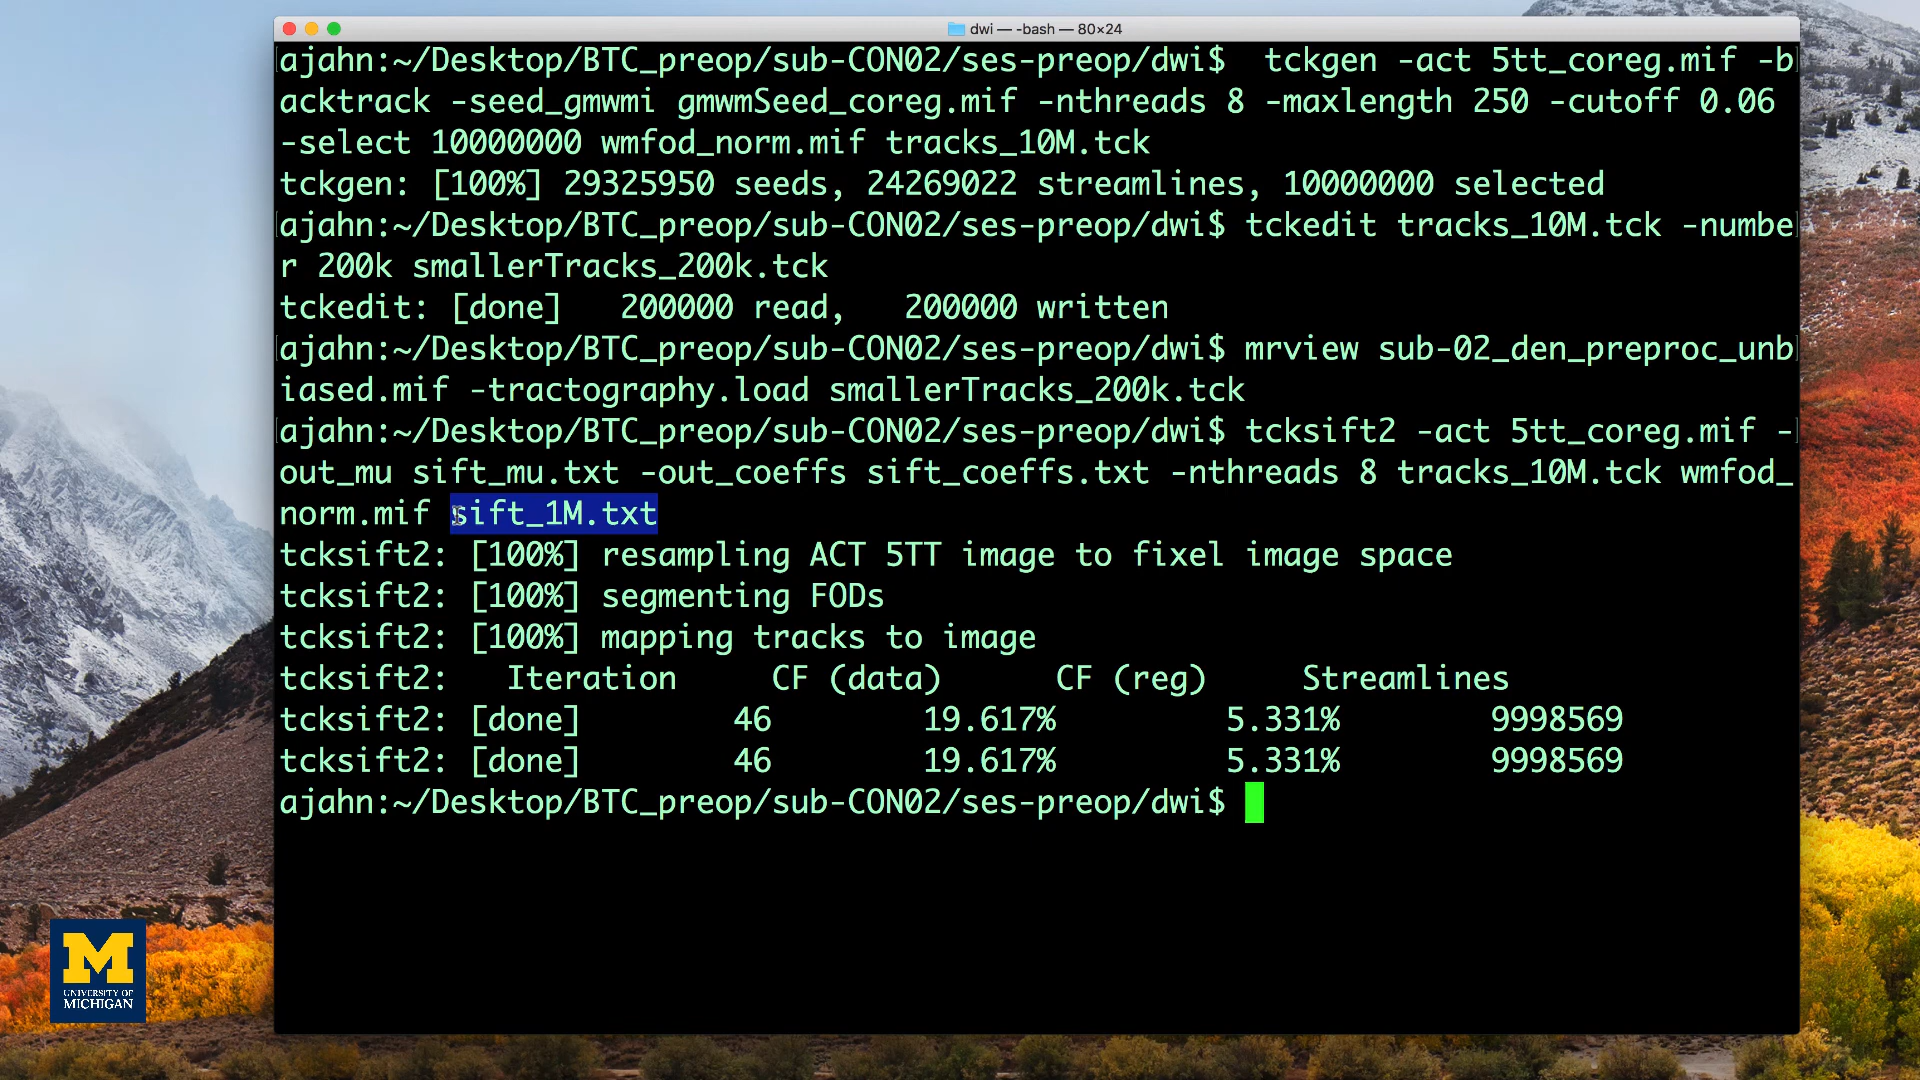 dwi — -bash — 80×24
ajahn:~/Desktop/BTC_preop/sub-CON02/ses-preop/dwi$  tckgen -act 5tt_coreg.mif -b
acktrack -seed_gmwmi gmwmSeed_coreg.mif -nthreads 8 -maxlength 250 -cutoff 0.06
-select 10000000 wmfod_norm.mif tracks_10M.tck
tckgen: [100%] 29325950 seeds, 24269022 streamlines, 10000000 selected
ajahn:~/Desktop/BTC_preop/sub-CON02/ses-preop/dwi$ tckedit tracks_10M.tck -numbe
r 200k smallerTracks_200k.tck
tckedit: [done]   200000 read,   200000 written
ajahn:~/Desktop/BTC_preop/sub-CON02/ses-preop/dwi$ mrview sub-02_den_preproc_unb
iased.mif -tractography.load smallerTracks_200k.tck
ajahn:~/Desktop/BTC_preop/sub-CON02/ses-preop/dwi$ tcksift2 -act 5tt_coreg.mif -
out_mu sift_mu.txt -out_coeffs sift_coeffs.txt -nthreads 8 tracks_10M.tck wmfod_
norm.mif sift_1M.txt
tcksift2: [100%] resampling ACT 5TT image to fixel image space
tcksift2: [100%] segmenting FODs
tcksift2: [100%] mapping tracks to image
tcksift2:   Iteration     CF (data)      CF (reg)     Streamlines
tcksift2: [done]        46        19.617%         5.331%        9998569
tcksift2: [done]        46        19.617%         5.331%        9998569
ajahn:~/Desktop/BTC_preop/sub-CON02/ses-preop/dwi$
M
UNIVERSITY OF
MICHIGAN